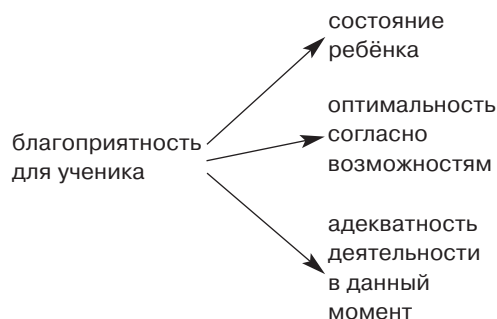 благоприятность
для ученика
состояние
ребёнка
оптимальность
согласно
возможностям
адекватность
деятельности
в данный
момент